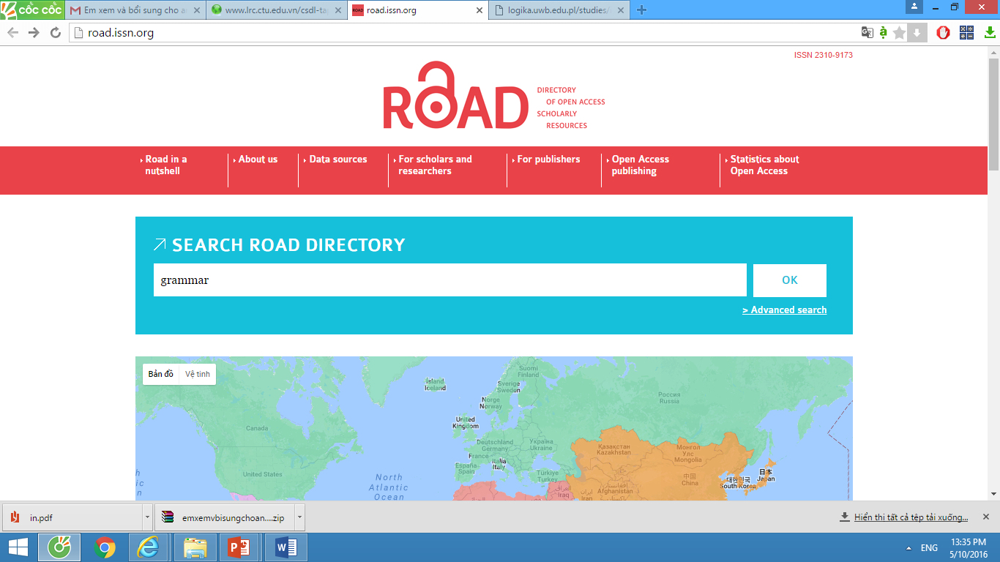 cốc cốc
Em xem và bổi sung cho a
www.lrc.ctu.edu.vn/csdl-ta
road.issn.org
logika.uwb.edu.pl/studies/
road.issn.org
ISSN 2310-9173
ROAD
DIRECTORY
OF OPEN ACCESS
SCHOLARLY
RESOURCES
Road in a
nutshell
About us
Data sources
For scholars and
researchers
For publishers
Open Access
publishing
Statistics about
Open Access
SEARCH ROAD DIRECTORY
grammar
OK
> Advanced search
Bản đồ
Vệ tinh
Ísland
Iceland
Suomi
Finland
Sverige
Sweden
Norge
Norway
Россия
Russia
Canada
United
Kingdom
Deutschland
Germany
Україна
Ukraine
France
Italia
Italy
España
Spain
Türkiye
Turkey
Қазақстан
Kazakhstan
Монгол
Улс
Mongolia
中国
China
日本
Japan
대한민국
South Korea
United States
North
Atlantic
Ocean
العراق
Iraq
ایران
Iran
افغانستان
Afghanistan
in.pdf
emxemvbisungchoan....zip
Hiển thị tất cả tệp tải xuống...
ENG
13:35 PM
5/10/2016